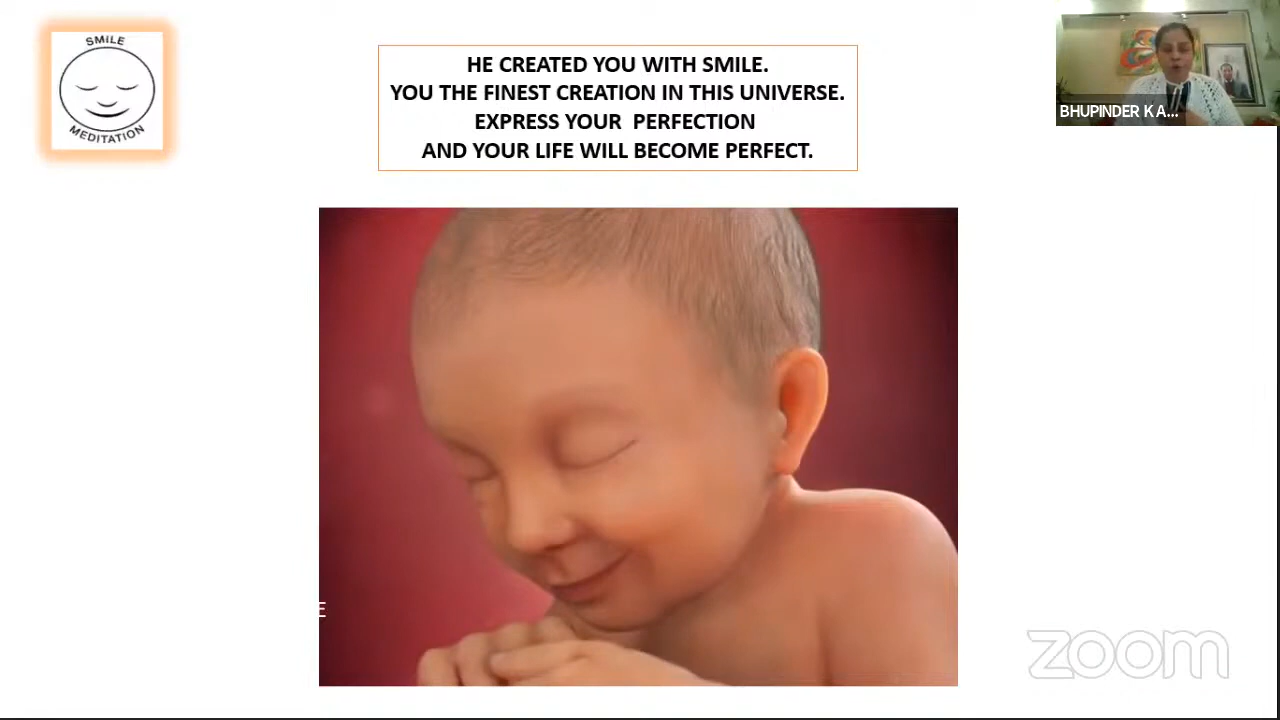 SMILE
MEDITATION
HE CREATED YOU WITH SMILE.
YOU THE FINEST CREATION IN THIS UNIVERSE.
EXPRESS YOUR PERFECTION
AND YOUR LIFE WILL BECOME PERFECT.
BHUPINDER K A...
E
zoom